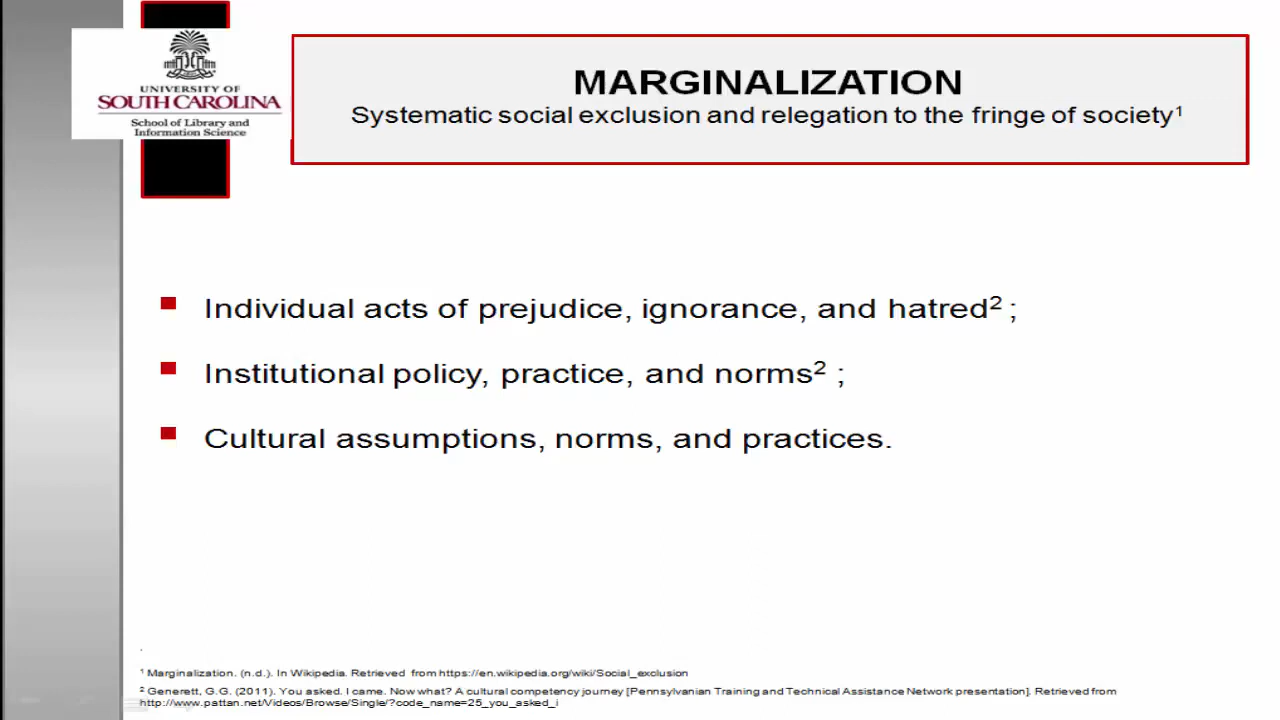 UNIVERSITY OF
SOUTH CAROLINA
School of Library and
Information Science
MARGINALIZATION
Systematic social exclusion and relegation to the fringe of society¹
Individual acts of prejudice, ignorance, and hatred² ;
Institutional policy, practice, and norms² ;
Cultural assumptions, norms, and practices.
¹ Marginalization. (n.d.). In Wikipedia. Retrieved from https://en.wikipedia.org/wiki/Social_exclusion
² Generett, G.G. (2011). You asked. I came. Now what? A cultural competency journey [Pennsylvanian Training and Technical Assistance Network presentation]. Retrieved from
http://www.pattan.net/Videos/Browse/Single/?code_name=25_you_asked_i